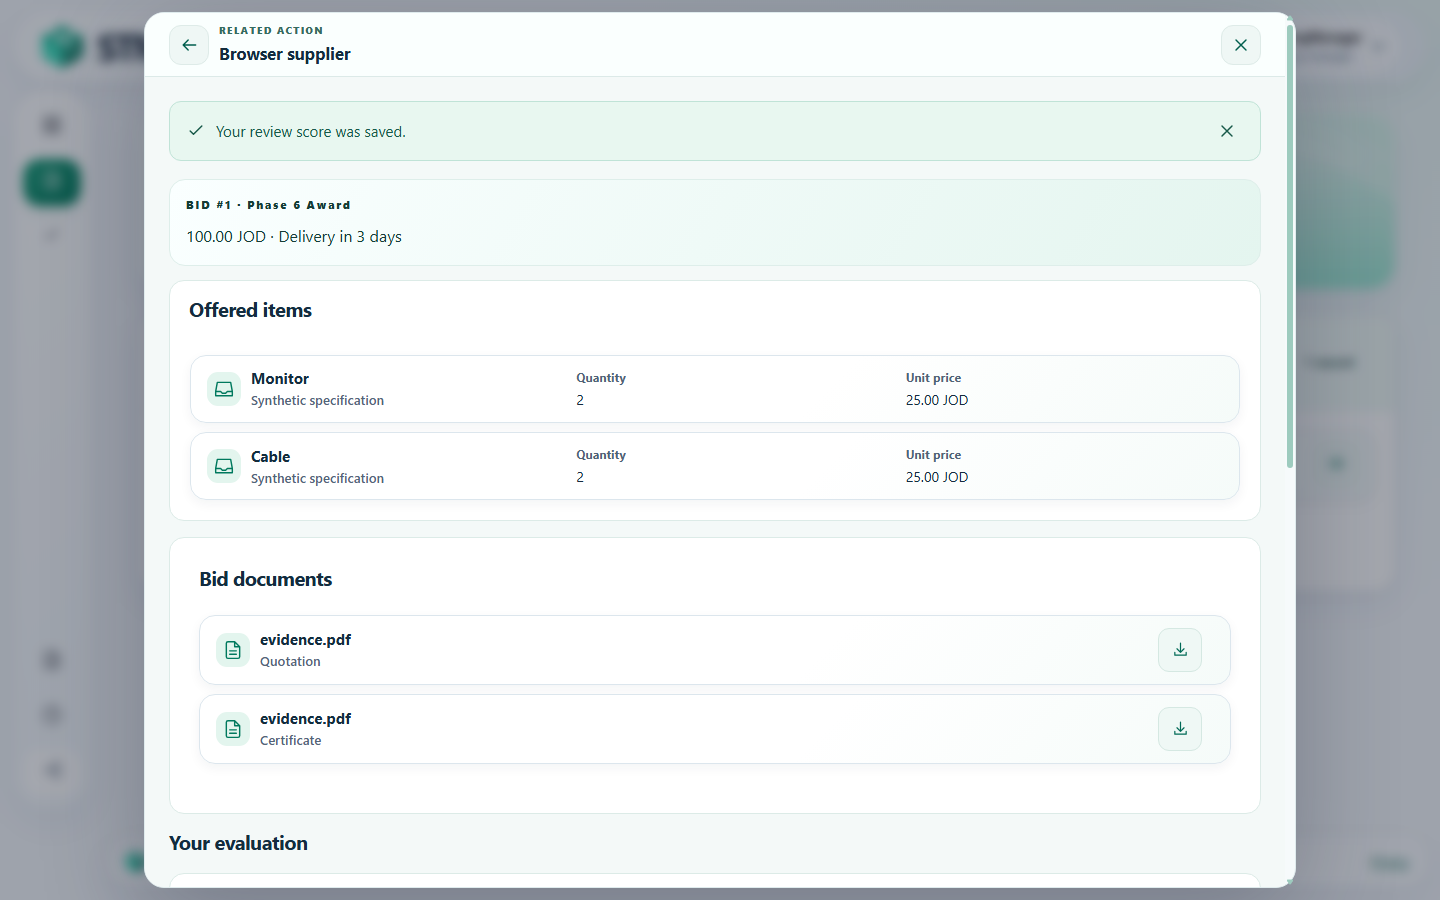 RELATED ACTION
Browser supplier
Your review score was saved.
BID #1 · Phase 6 Award
100.00 JOD · Delivery in 3 days
Offered items
Monitor
Synthetic specification
Quantity
2
Unit price
25.00 JOD
Cable
Synthetic specification
Quantity
2
Unit price
25.00 JOD
Bid documents
evidence.pdf
Quotation
evidence.pdf
Certificate
Your evaluation